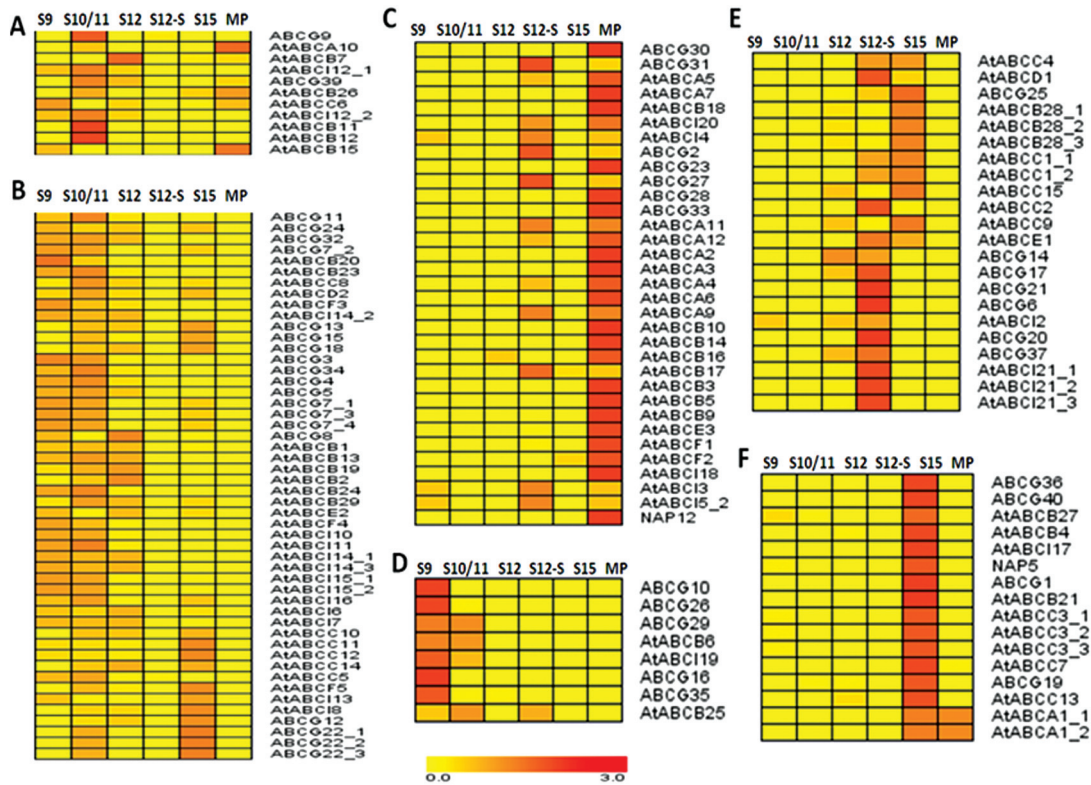 A
S9 S10/11 S12 S12-S S15 MP
ABCG9
AtABCA10
AtABCB7
AtABCI12_1
ABCG39
AtABCB26
AtABCC6
AtABCI12_2
AtABCB11
AtABCB12
AtABCB15
B
S9 S10/11 S12 S12-S S15 MP
ABCG11
ABCG24
ABCG32
ABCG7_2
AtABCB20
AtABCB23
AtABCC8
AtABCD2
AtABCF3
AtABCI14_2
ABCG13
ABCG15
ABCG18
ABCG3
ABCG34
ABCG4
ABCG5
ABCG7_1
ABCG7_3
ABCG7_4
ABCG8
AtABCB1
AtABCB13
AtABCB19
AtABCB2
AtABCB24
AtABCB29
AtABCE2
AtABCF4
AtABCI10
AtABCI11
AtABCI14_1
AtABCI14_3
AtABCI15_1
AtABCI15_2
AtABCI16
AtABCI6
AtABCI7
AtABCC10
AtABCC11
AtABCC12
AtABCC14
AtABCC5
AtABCF5
AtABCI13
AtABCI8
ABCG12
ABCG22_1
ABCG22_2
ABCG22_3
C
S9 S10/11 S12 S12-S S15 MP
ABCG30
ABCG31
AtABCA5
AtABCA7
AtABCB18
AtABCI20
AtABCI4
ABCG2
ABCG23
ABCG27
ABCG28
ABCG33
AtABCA11
AtABCA12
AtABCA2
AtABCA3
AtABCA4
AtABCA6
AtABCA9
AtABCB10
AtABCB14
AtABCB16
AtABCB17
AtABCB3
AtABCB5
AtABCB9
AtABCE3
AtABCF1
AtABCF2
AtABCI18
AtABCI3
AtABCI5_2
NAP12
D
S9 S10/11 S12 S12-S S15 MP
ABCG10
ABCG26
ABCG29
AtABCB6
AtABCI19
ABCG16
ABCG35
AtABCB25
0.0 3.0
E
S9 S10/11 S12 S12-S S15 MP
AtABCC4
AtABCD1
ABCG25
AtABCB28_1
AtABCB28_2
AtABCB28_3
AtABCC1_1
AtABCC1_2
AtABCC15
AtABCC2
AtABCC9
AtABCE1
ABCG14
ABCG17
ABCG21
ABCG6
AtABCI2
ABCG20
ABCG37
AtABCI21_1
AtABCI21_2
AtABCI21_3
F
S9 S10/11 S12 S12-S S15 MP
ABCG36
ABCG40
AtABCB27
AtABCB4
AtABCI17
NAP5
ABCG1
AtABCB21
AtABCC3_1
AtABCC3_2
AtABCC3_3
AtABCC7
ABCG19
AtABCC13
AtABCA1_1
AtABCA1_2